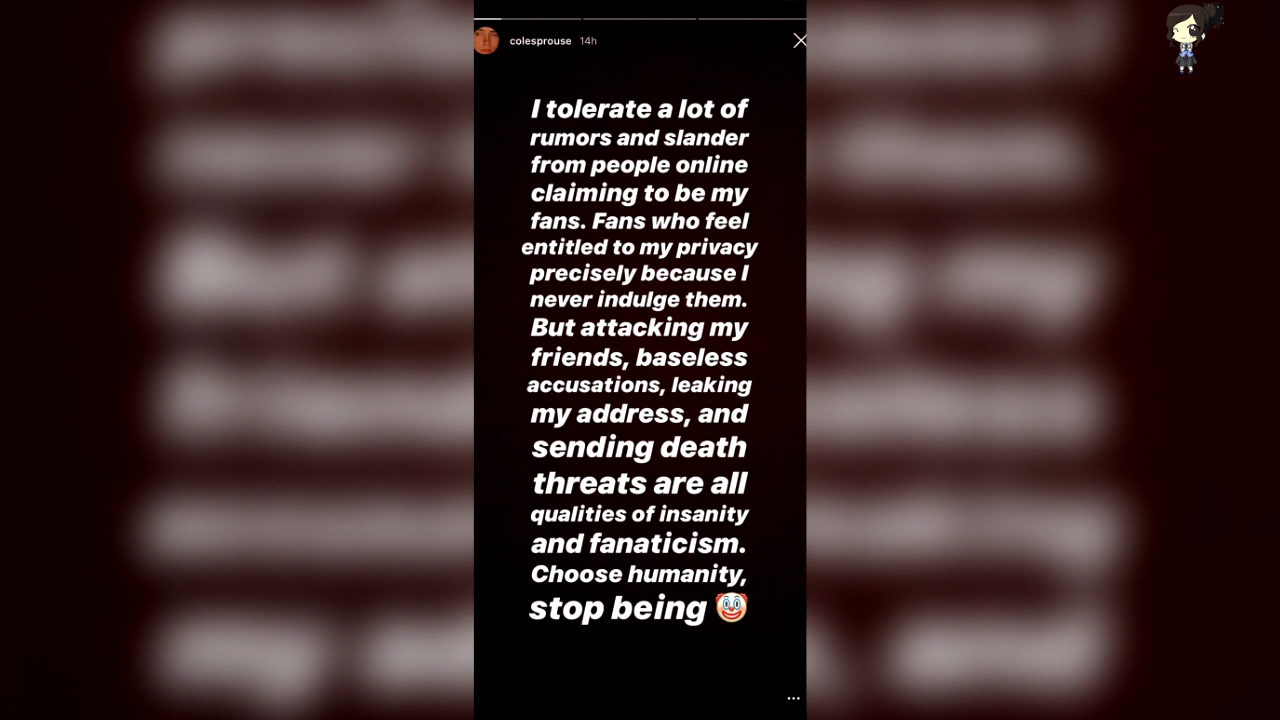 colesprouse 14h
I tolerate a lot of
rumors and slander
from people online
claiming to be my
fans. Fans who feel
entitled to my privacy
precisely because I
never indulge them.
But attacking my
friends, baseless
accusations, leaking
my address, and
sending death
threats are all
qualities of insanity
and fanaticism.
Choose humanity,
stop being 🤡